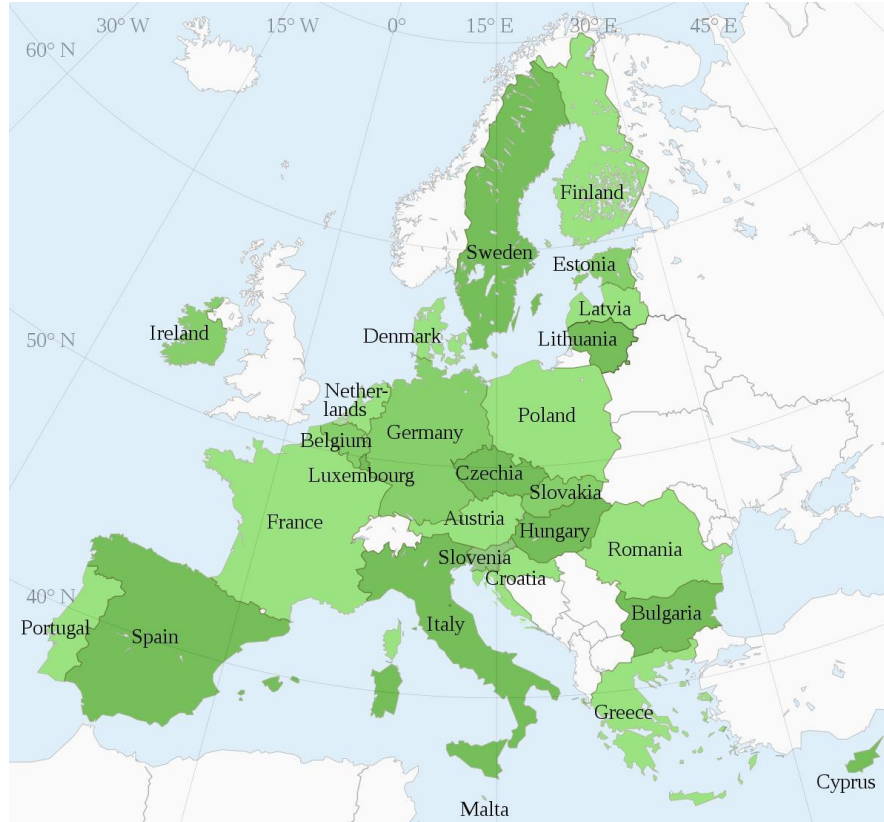 30° W
15° W
0°
15° E
30° E
45° E
60° N
Finland
Sweden
Estonia
Latvia
Ireland
Denmark
Lithuania
50° N
Nether-
lands
Poland
Belgium
Germany
Luxembourg
Czechia
Slovakia
France
Austria
Hungary
Romania
Slovenia
Croatia
40° N
Portugal
Spain
Italy
Bulgaria
Greece
Cyprus
Malta